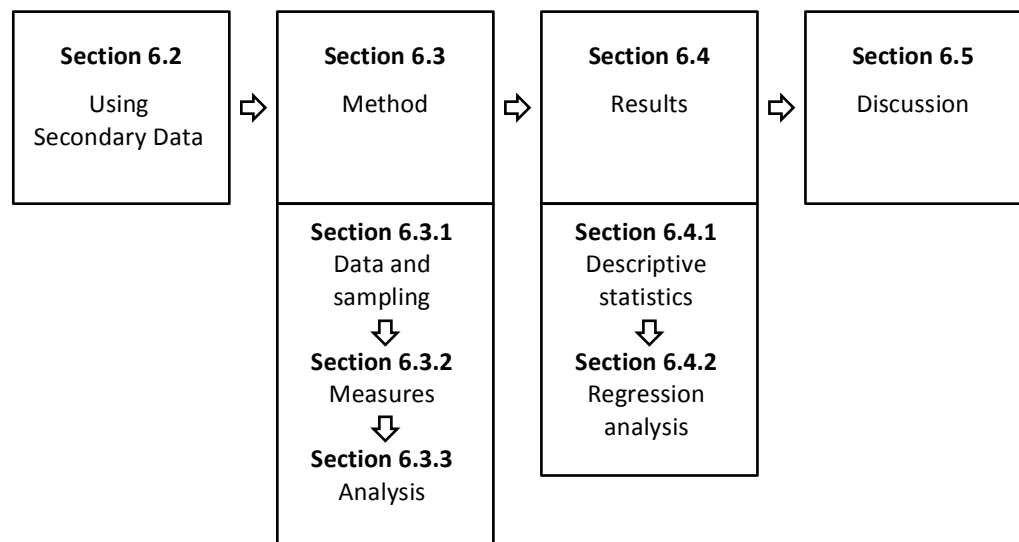 Section 6.2
Using
Secondary Data
Section 6.3
Method
Section 6.3.1
Data and
sampling
Section 6.3.2
Measures
Section 6.3.3
Analysis
Section 6.4
Results
Section 6.4.1
Descriptive
statistics
Section 6.4.2
Regression
analysis
Section 6.5
Discussion